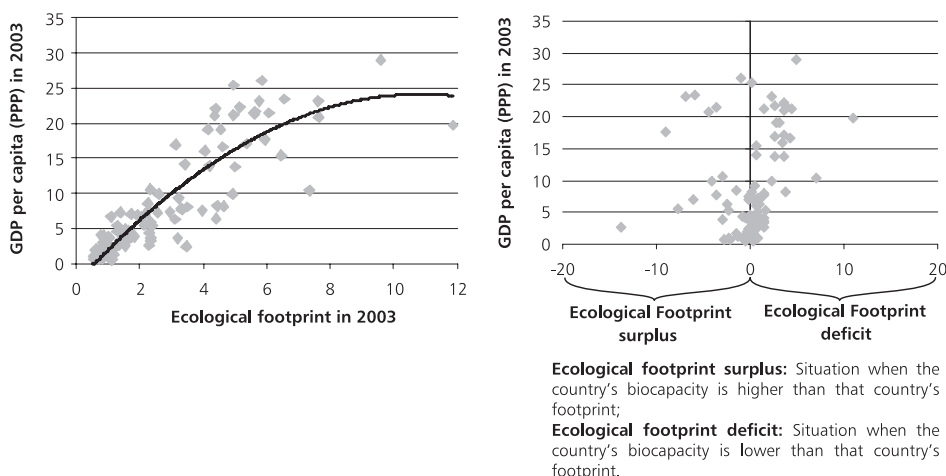 GDP per capita (PPP) in 2003
35
30
25
20
15
10
5
0
0 2 4 6 8 10 12
Ecological footprint in 2003
GDP per capita (PPP) in 2003
35
30
25
20
15
10
5
0
-20 -10 0 10 20
Ecological Footprint
surplus
Ecological Footprint
deficit
Ecological footprint surplus: Situation when the
country's biocapacity is higher than that country's
footprint;
Ecological footprint deficit: Situation when the
country's biocapacity is lower than that country's
footprint.